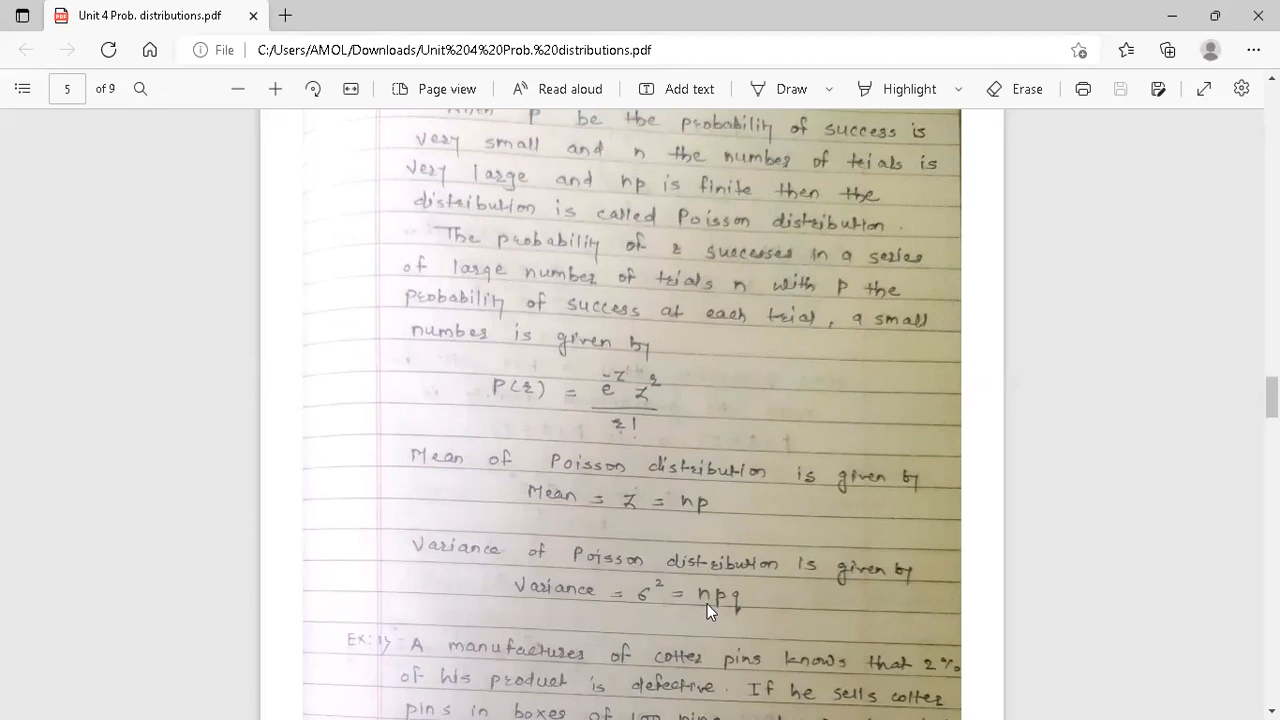 Unit 4 Prob. distributions.pdf
File C:/Users/AMOL/Downloads/Unit%204%20Prob.%20distributions.pdf
5 of 9 Page view Read aloud Add text Draw Highlight Erase
P be the probability of success is
very small and n the number of trials is
very large and np is finite then the
distribution is called Poisson distribution.
The probability of r successes in a series
of large number of trials n with P the
probability of success at each trial, a small
number is given by
P(r) = e^-z z^r / r!
Mean of Poisson distribution is given by
Mean = z = np
Variance of Poisson distribution is given by
Variance = σ² = npq
Ex: 1) A manufacturer of cotter pins knows that 2%
of his product is defective. If he sells cotter
pins in boxes of